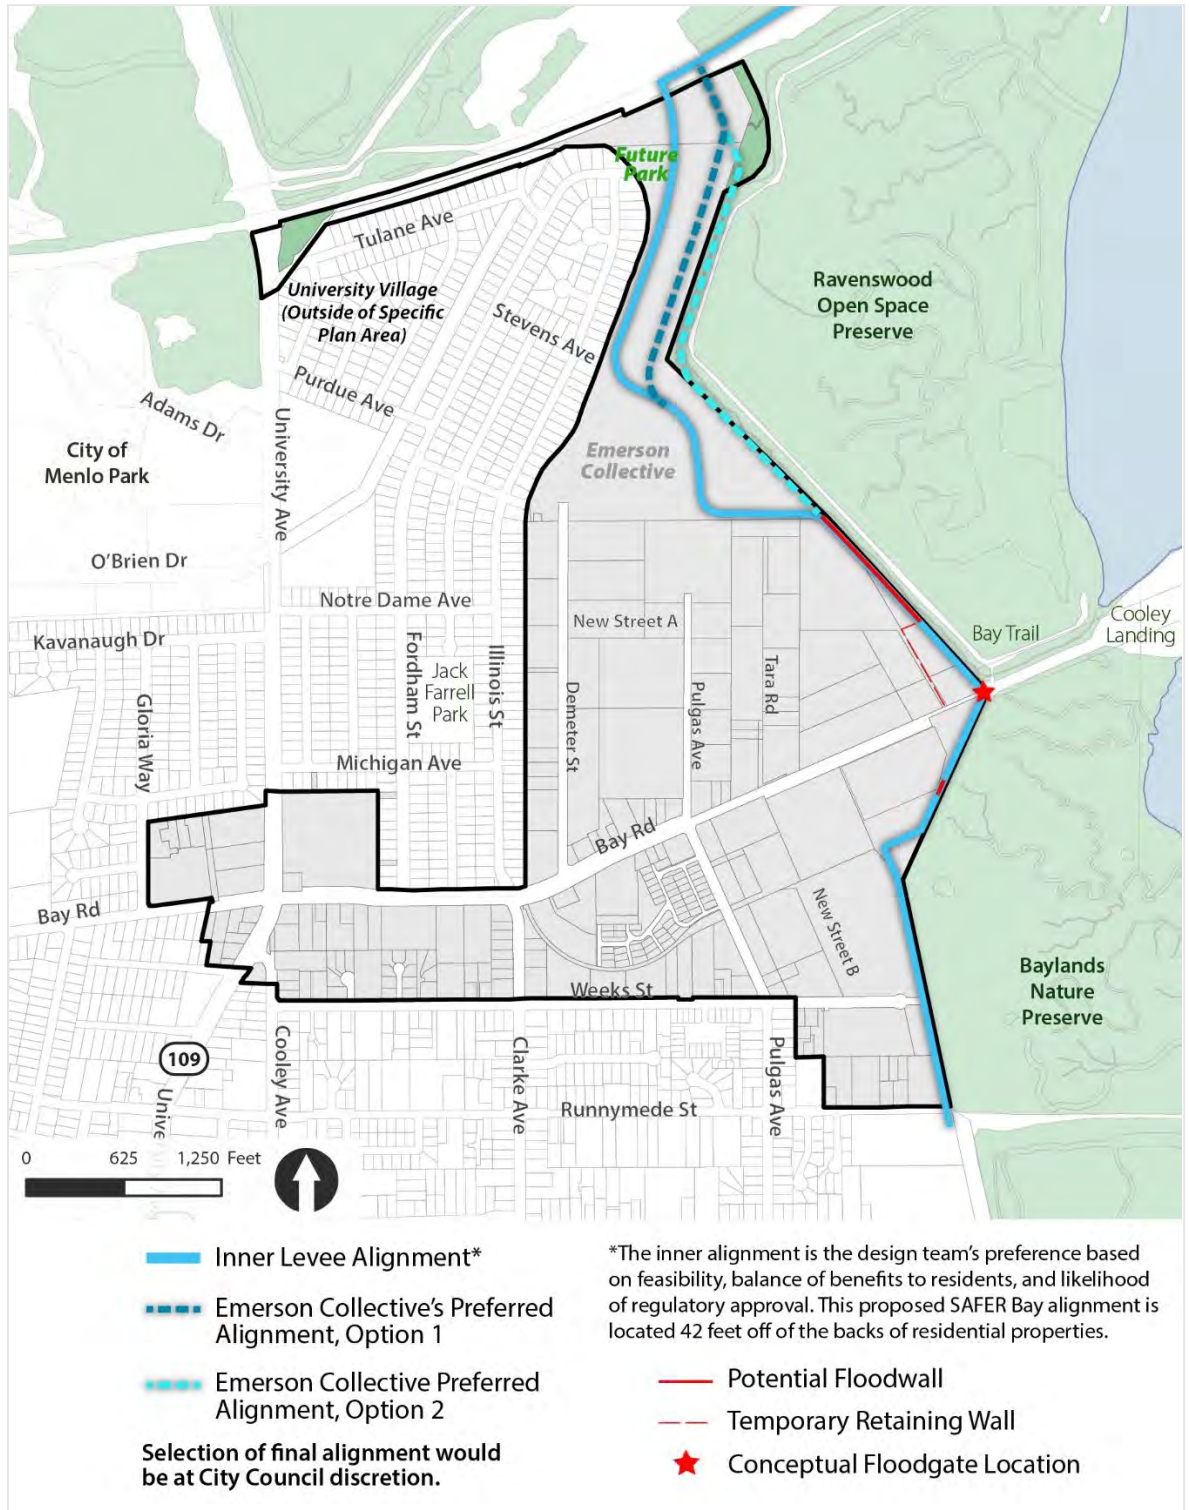 Future
Park
Tulane Ave
University Village
(Outside of Specific
Plan Area)
Stevens Ave
Ravenswood
Open Space
Preserve
Purdue Ave
Adams Dr
University Ave
City of
Menlo Park
Emerson
Collective
O'Brien Dr
Notre Dame Ave
New Street A
Bay Trail
Cooley
Landing
Kavanaugh Dr
Fordham St
Jack
Farrell
Park
Illinois St
Demeter St
Pulgas Ave
Tara Rd
Gloria Way
Michigan Ave
Bay Rd
Bay Rd
New Street B
Weeks St
Baylands
Nature
Preserve
109
Unive
Cooley Ave
Clarke Ave
Pulgas Ave
Runnymede St
0 625 1,250 Feet
Inner Levee Alignment*
Emerson Collective's Preferred
Alignment, Option 1
Emerson Collective Preferred
Alignment, Option 2
Selection of final alignment would
be at City Council discretion.
*The inner alignment is the design team's preference based
on feasibility, balance of benefits to residents, and likelihood
of regulatory approval. This proposed SAFER Bay alignment is
located 42 feet off of the backs of residential properties.
Potential Floodwall
Temporary Retaining Wall
Conceptual Floodgate Location